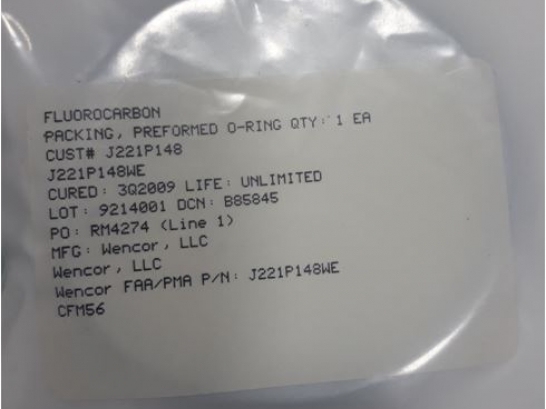 FLUOROCARBON
PACKING, PREFORMED O-RING QTY: 1 EA
CUST# J221P148
J221P148WE
CURED: 3Q2009 LIFE: UNLIMITED
LOT: 9214001 DCN: B85845
PO: RM4274 (Line 1)
MFG: Wencor, LLC
Wencor, LLC
Wencor FAA/PMA P/N: J221P148WE
CFM56